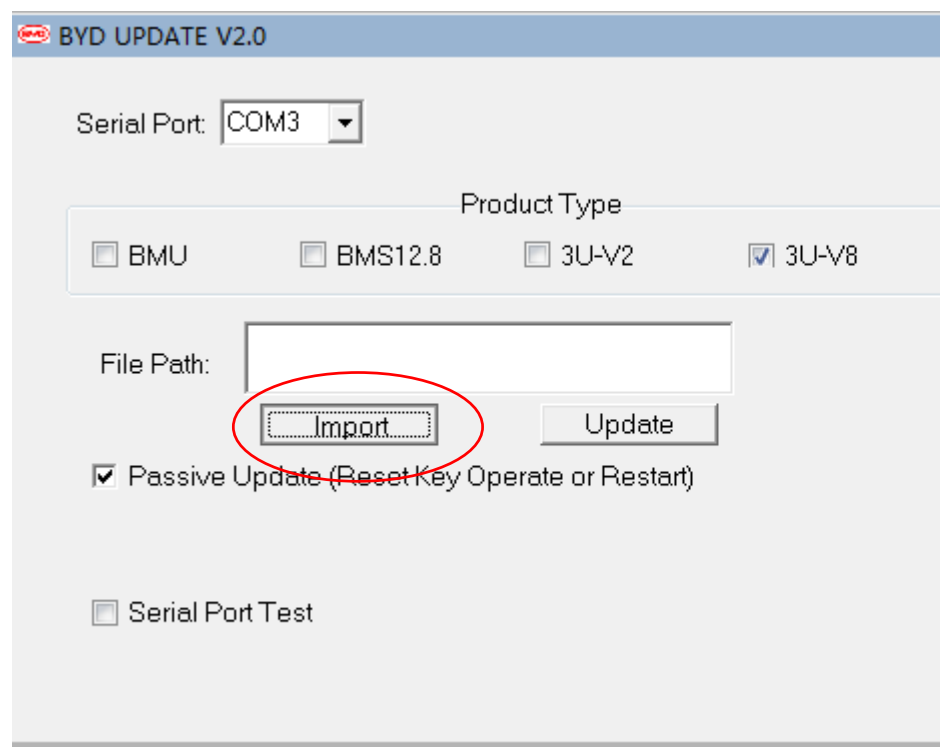 BYD UPDATE V2.0
Serial Port: COM3
Product Type
BMU BMS12.8 3U-V2 3U-V8
File Path:
Import Update
Passive Update (Reset Key Operate or Restart)
Serial Port Test